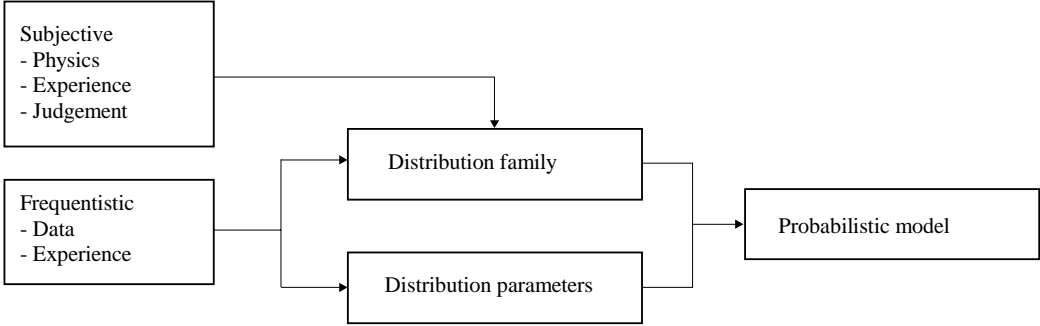 Subjective
- Physics
- Experience
- Judgement
Distribution family
Frequentistic
- Data
- Experience
Probabilistic model
Distribution parameters